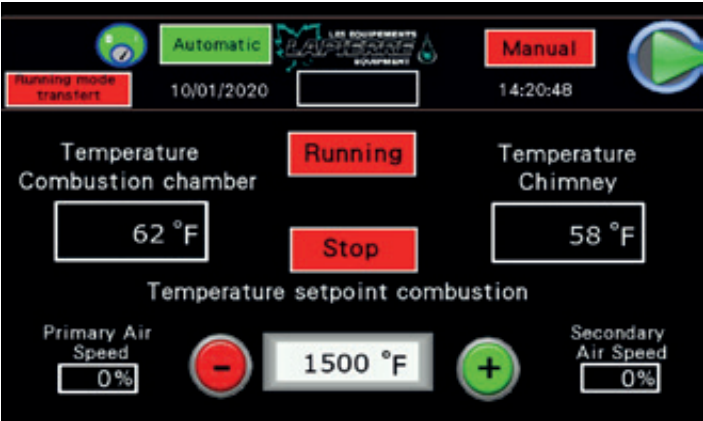 Automatic
LES EQUIPEMENTS
LAPIERRE
EQUIPMENT
Manual
Running mode
transfert
10/01/2020
14:20:48
Temperature
Combustion chamber
Running
Temperature
Chimney
62 °F
58 °F
Stop
Temperature setpoint combustion
Primary Air
Speed
0%
-
1500 °F
+
Secondary
Air Speed
0%